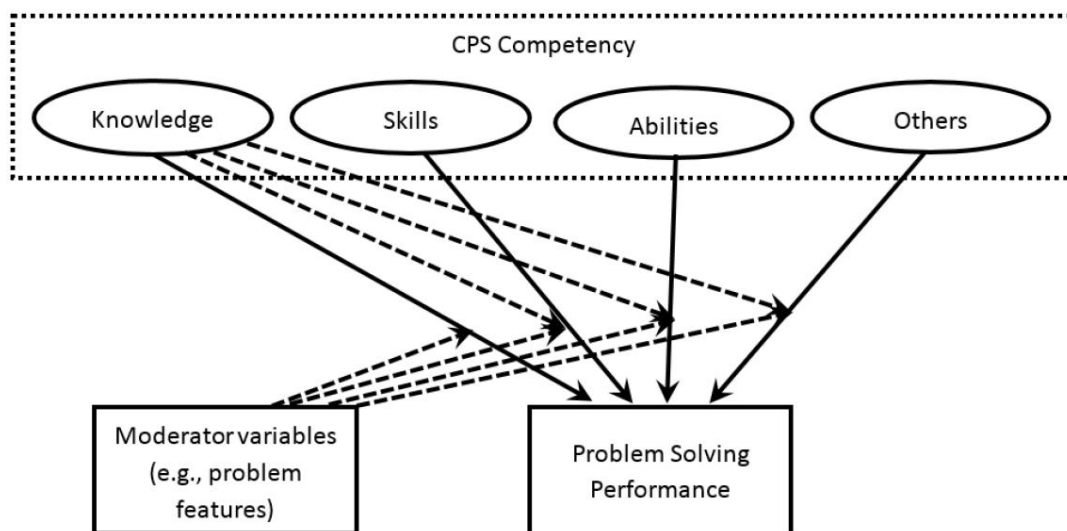 CPS Competency
Knowledge
Skills
Abilities
Others
Moderator variables
(e.g., problem
features)
Problem Solving
Performance